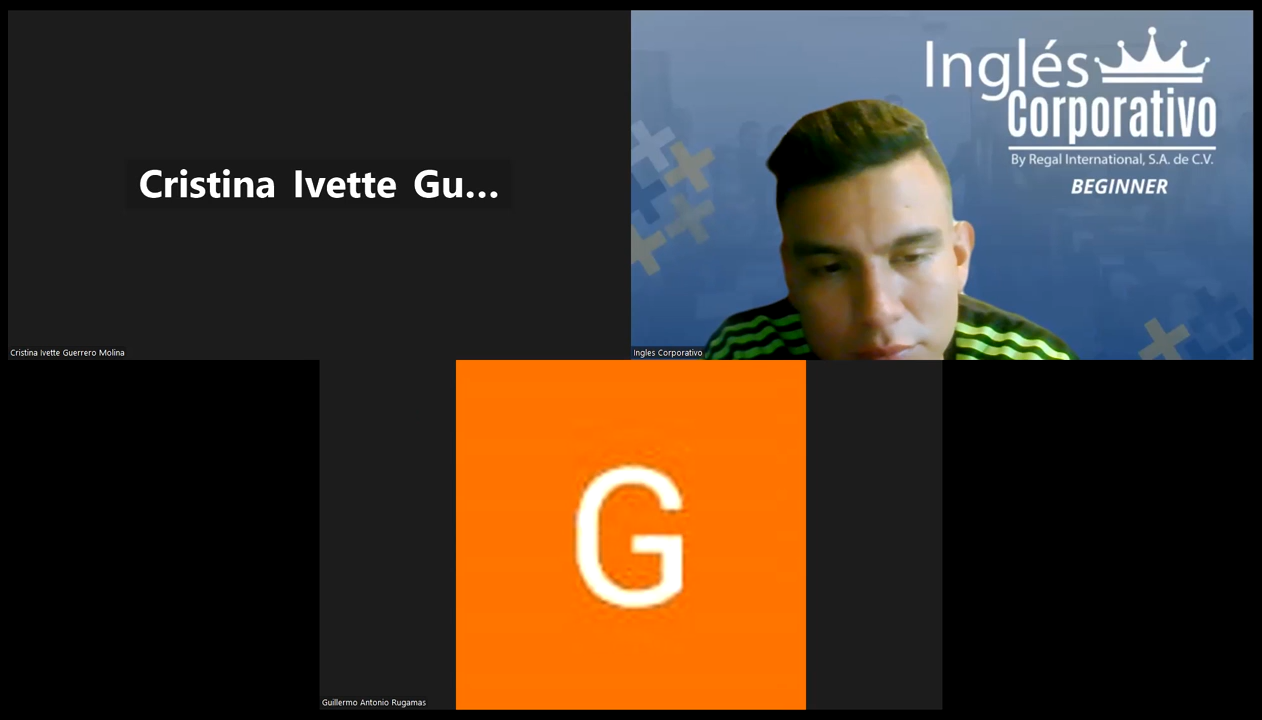 Cristina Ivette Gu...
Cristina Ivette Guerrero Molina
Inglés
Corporativo
By Regal International, S.A. de C.V.
BEGINNER
Ingles Corporativo
G
Guillermo Antonio Rugamas